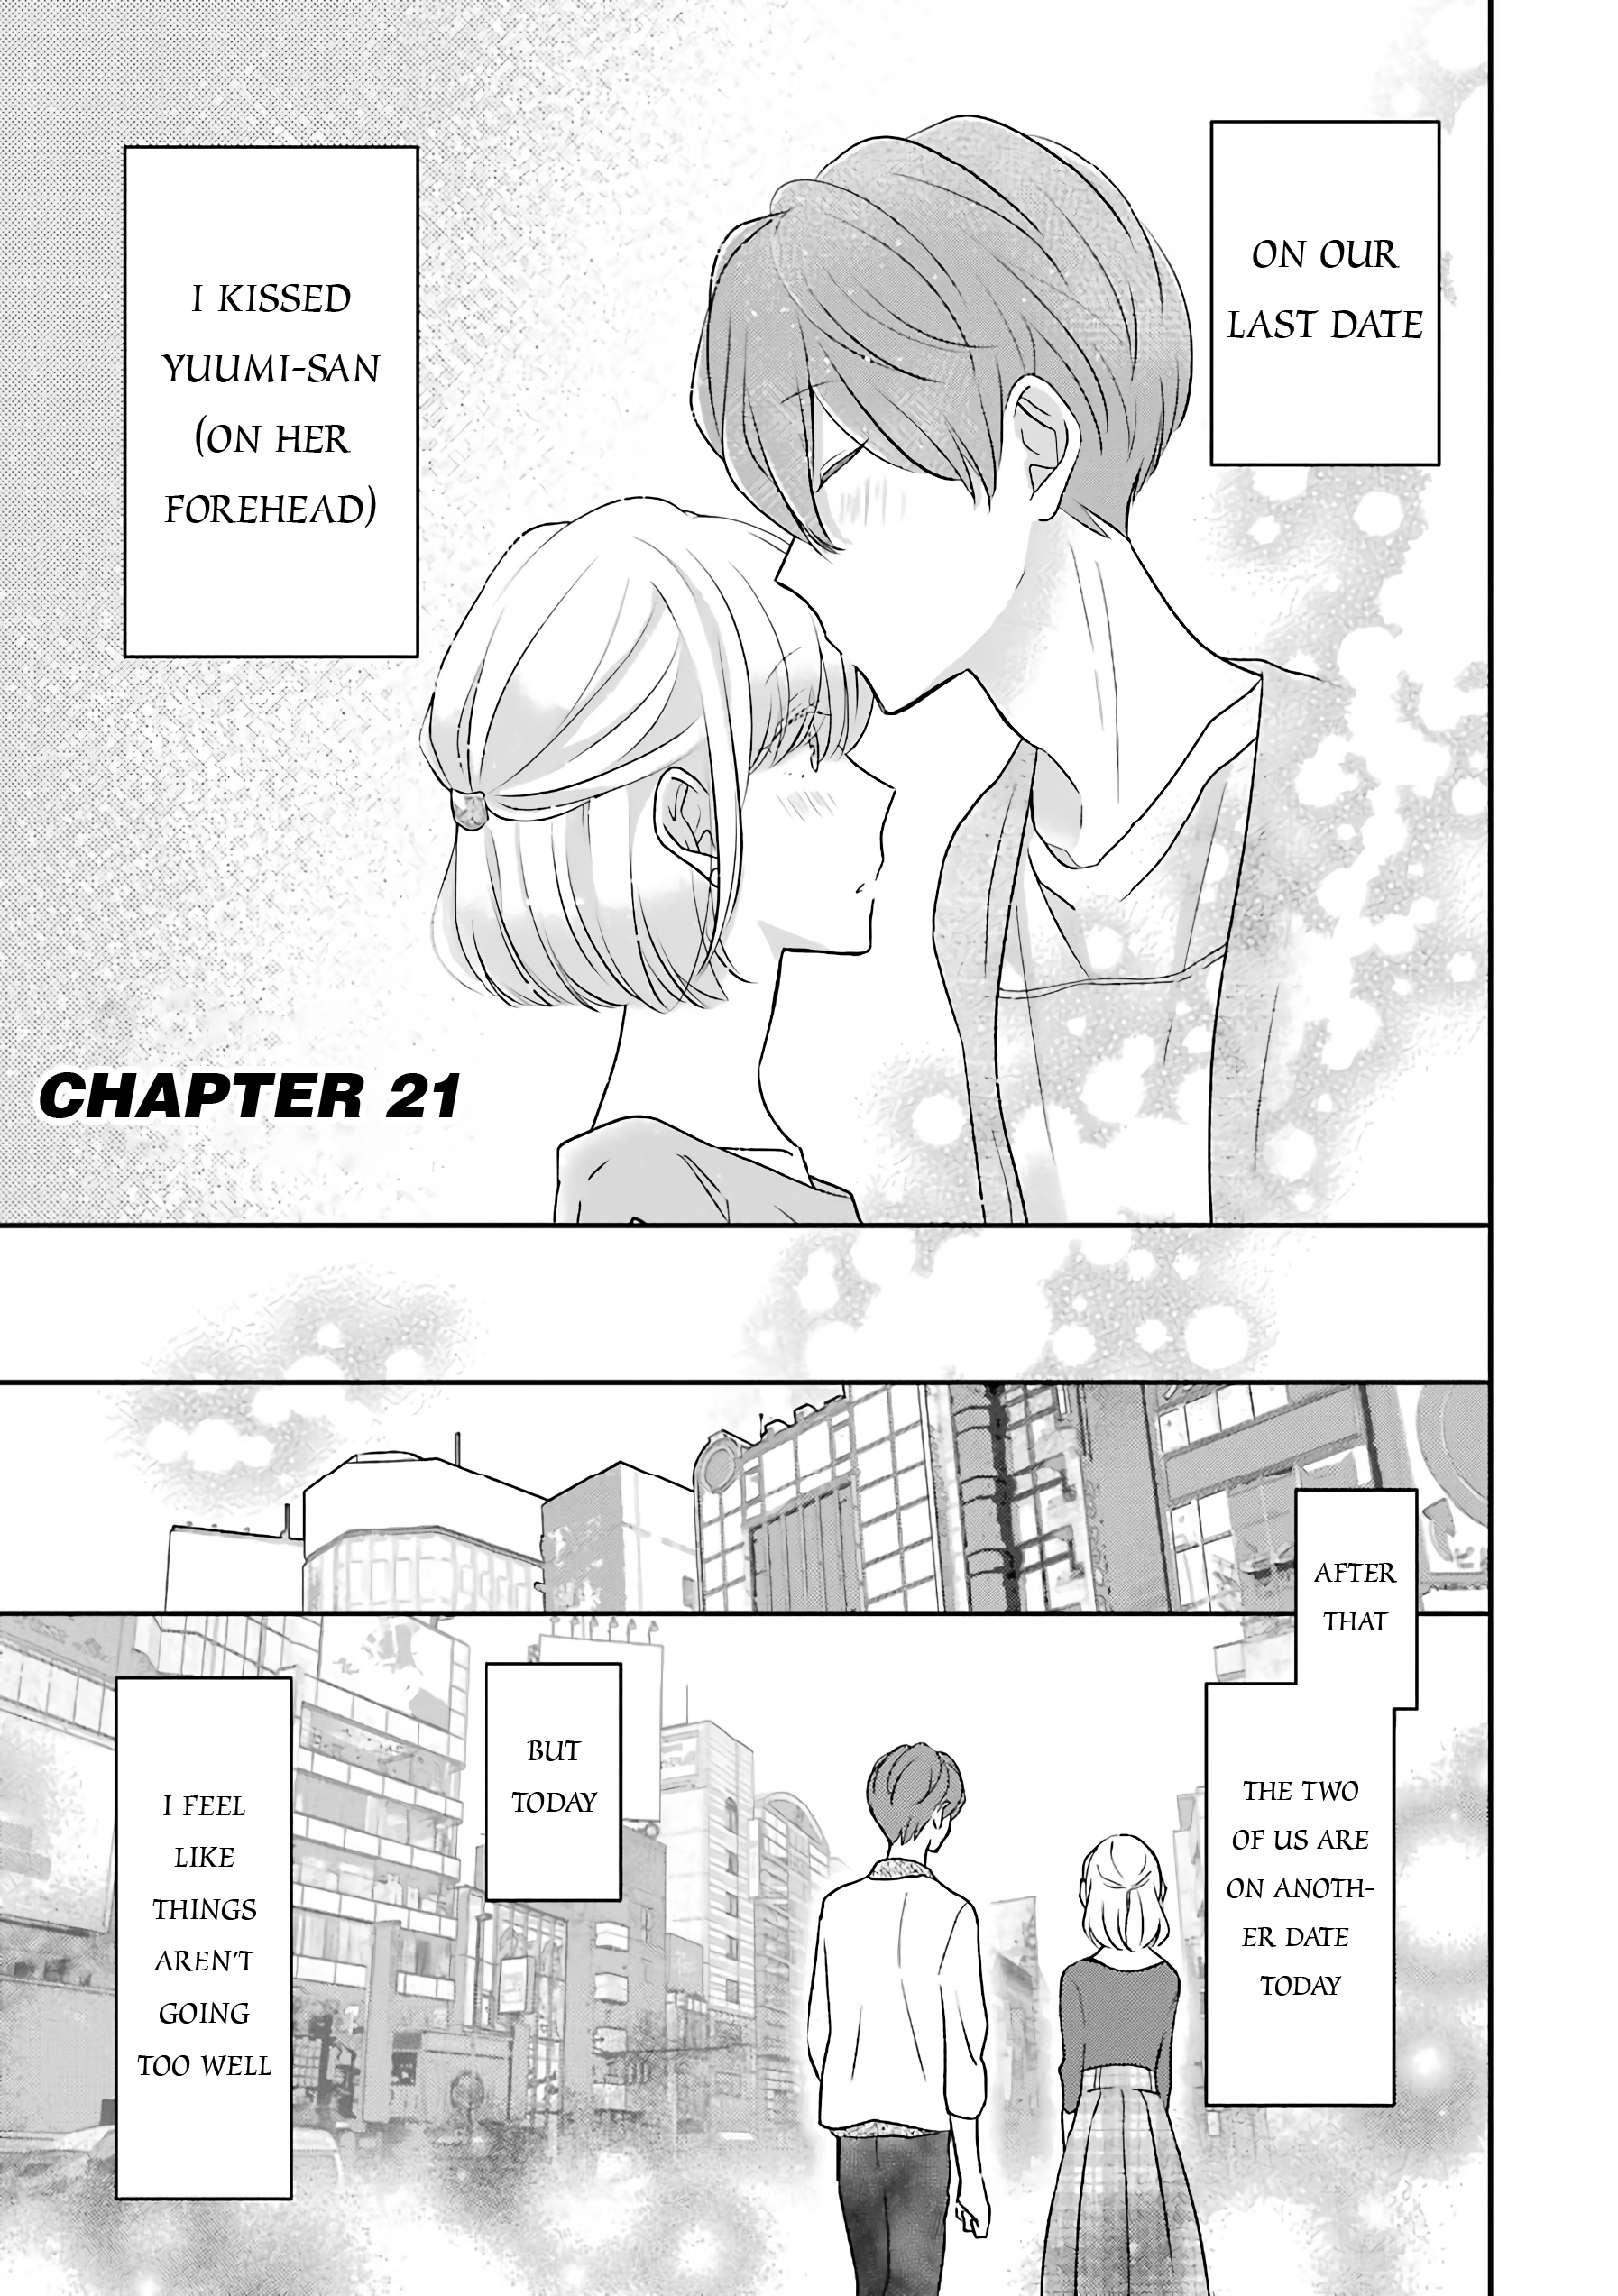 ON OUR
LAST DATE
I KISSED
YUUMI-SAN
(ON HER
FOREHEAD)
CHAPTER 21
AFTER
THAT
THE TWO
OF US ARE
ON ANOTH-
ER DATE
TODAY
BUT
TODAY
I FEEL
LIKE
THINGS
AREN'T
GOING
TOO WELL